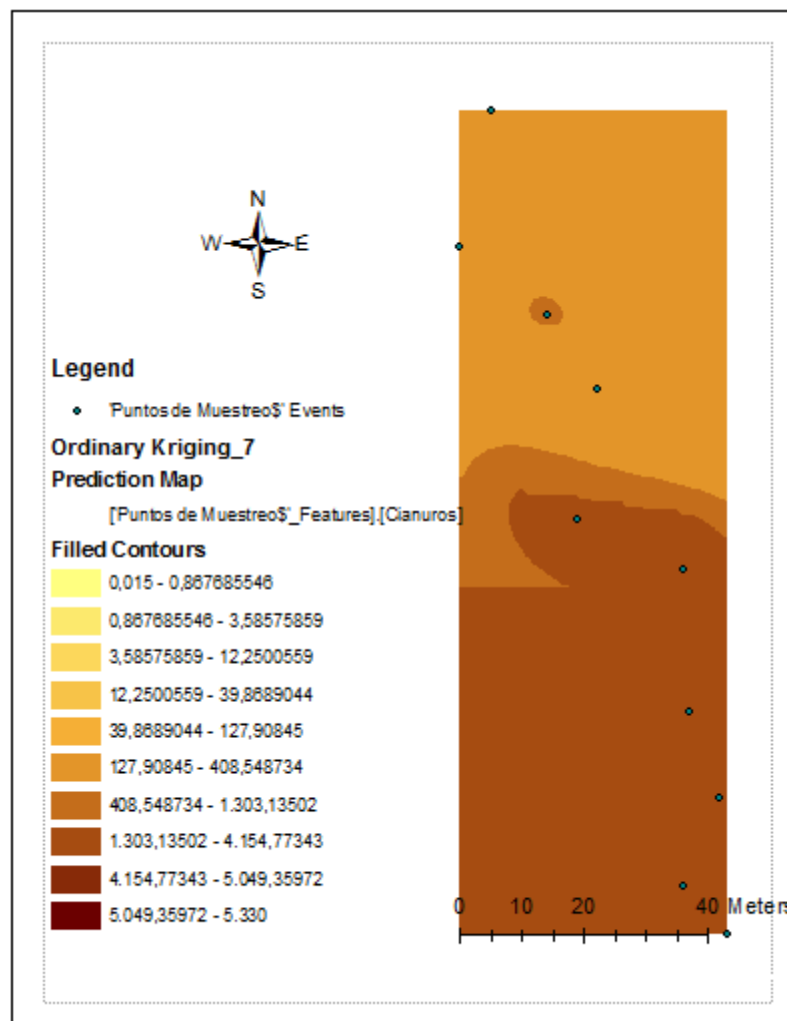 N
W E
S
Legend
'Puntos de Muestreo$' Events
Ordinary Kriging_7
Prediction Map
['Puntos de Muestreo$'_Features].[Cianuros]
Filled Contours
0,015 - 0,867685546
0,867685546 - 3,58575859
3,58575859 - 12,2500559
12,2500559 - 39,8689044
39,8689044 - 127,90845
127,90845 - 408,548734
408,548734 - 1.303,13502
1.303,13502 - 4.154,77343
4.154,77343 - 5.049,35972
5.049,35972 - 5.330
0 10 20 40 Meters